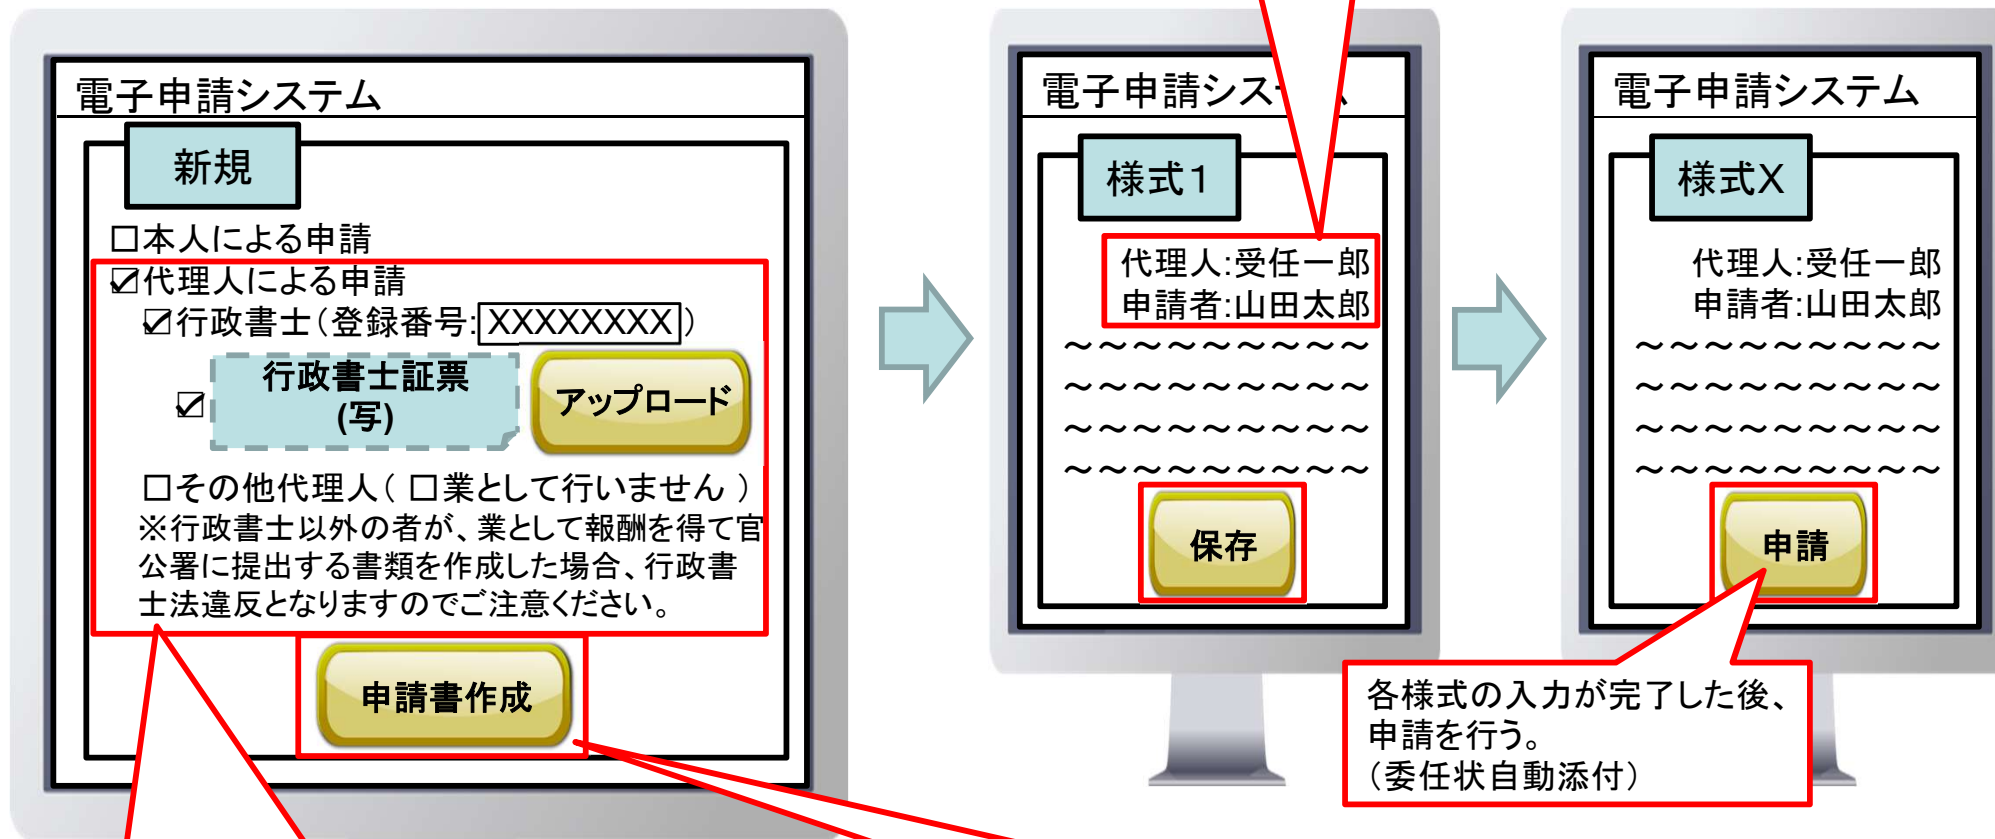 電子申請システム
新規
□本人による申請
☑代理人による申請
☑行政書士（登録番号:XXXXXXXX）
☑
行政書士証票
(写)
アップロード
□その他代理人（ □業として行いません ）
※行政書士以外の者が、業として報酬を得て官
公署に提出する書類を作成した場合、行政書
士法違反となりますのでご注意ください。
申請書作成
電子申請システム
様式１
代理人:受任一郎
申請者:山田太郎
～～～～～～～～～
～～～～～～～～～
～～～～～～～～～
～～～～～～～～～
保存
電子申請システム
様式X
代理人:受任一郎
申請者:山田太郎
～～～～～～～～～
～～～～～～～～～
～～～～～～～～～
～～～～～～～～～
申請
各様式の入力が完了した後、
申請を行う。
（委任状自動添付）